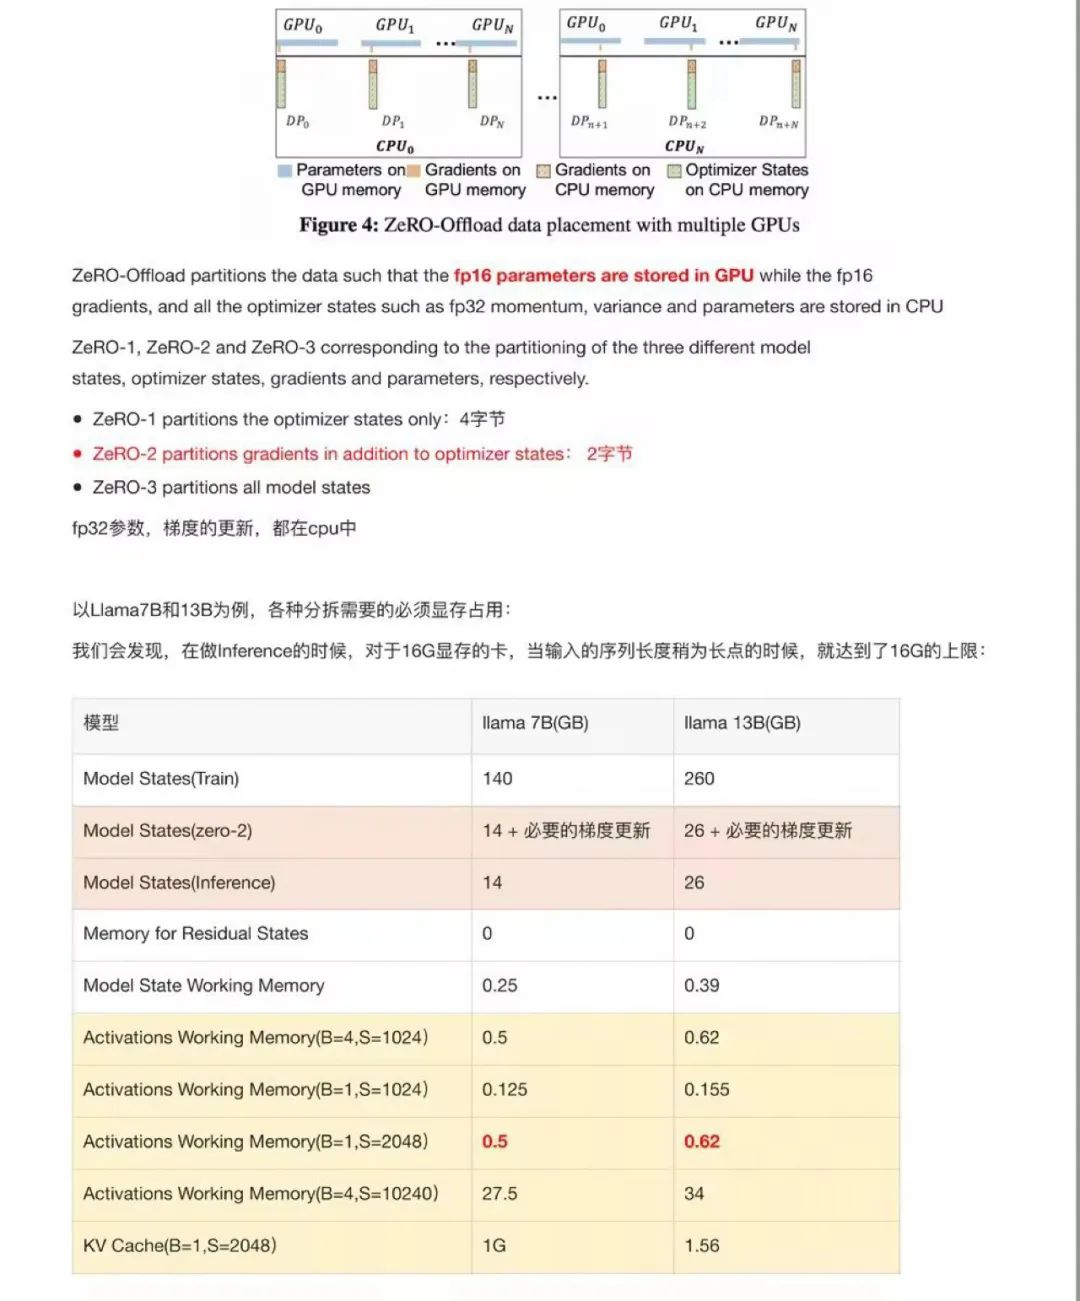 GPU₀ GPU₁ ... GPU_N GPU₀ GPU₁ ... GPU_N
...
DP₀ DP₁ DP_N DP_{n+1} DP_{n+2} DP_{n+N}
CPU₀ CPU_N
Parameters on GPU memory
Gradients on GPU memory
Gradients on CPU memory
Optimizer States on CPU memory
Figure 4: ZeRO-Offload data placement with multiple GPUs
ZeRO-Offload partitions the data such that the fp16 parameters are stored in GPU while the fp16
gradients, and all the optimizer states such as fp32 momentum, variance and parameters are stored in CPU
ZeRO-1, ZeRO-2 and ZeRO-3 corresponding to the partitioning of the three different model
states, optimizer states, gradients and parameters, respectively.
• ZeRO-1 partitions the optimizer states only：4字节
• ZeRO-2 partitions gradients in addition to optimizer states： 2字节
• ZeRO-3 partitions all model states
fp32参数，梯度的更新，都在cpu中
以Llama7B和13B为例，各种分拆需要的必须显存占用：
我们会发现，在做Inference的时候，对于16G显存的卡，当输入的序列长度稍为长点的时候，就达到了16G的上限：
模型 llama 7B(GB) llama 13B(GB)
Model States(Train) 140 260
Model States(zero-2) 14 + 必要的梯度更新 26 + 必要的梯度更新
Model States(Inference) 14 26
Memory for Residual States 0 0
Model State Working Memory 0.25 0.39
Activations Working Memory(B=4,S=1024） 0.5 0.62
Activations Working Memory(B=1,S=1024） 0.125 0.155
Activations Working Memory(B=1,S=2048） 0.5 0.62
Activations Working Memory(B=4,S=10240） 27.5 34
KV Cache(B=1,S=2048） 1G 1.56